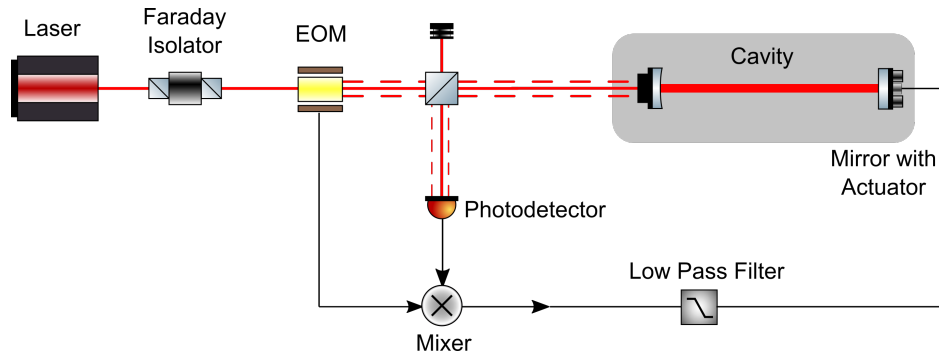 Laser
Faraday
Isolator
EOM
Cavity
Mirror with
Actuator
Photodetector
Low Pass Filter
Mixer